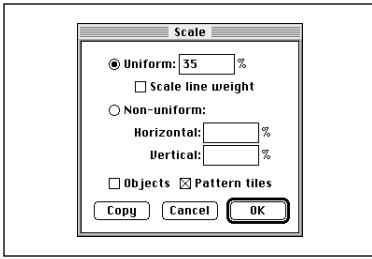 Scale
Uniform: 35 %
Scale line weight
Non-uniform:
Horizontal: %
Vertical: %
Objects Pattern tiles
Copy Cancel OK